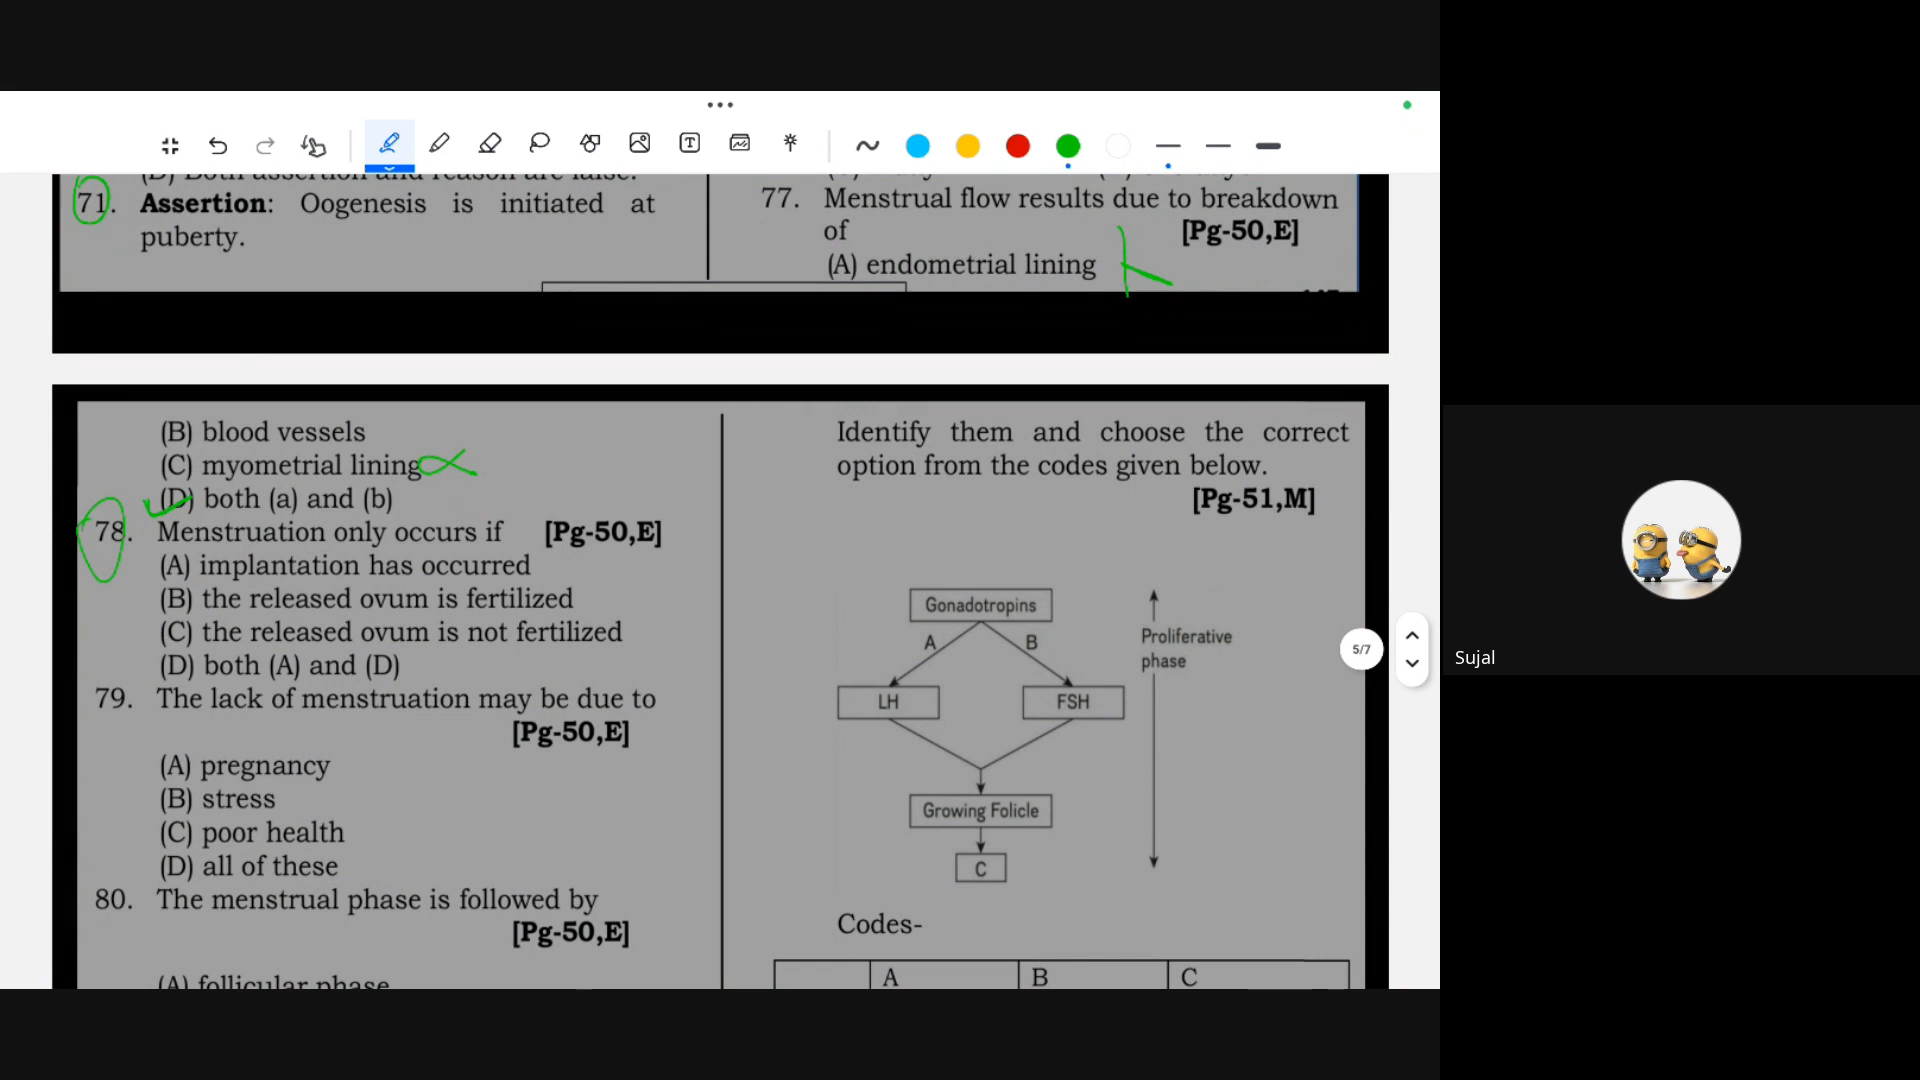 71. Assertion: Oogenesis is initiated at
puberty.
77. Menstrual flow results due to breakdown
of [Pg-50,E]
(A) endometrial lining
(B) blood vessels
(C) myometrial lining
(D) both (a) and (b)
78. Menstruation only occurs if [Pg-50,E]
(A) implantation has occurred
(B) the released ovum is fertilized
(C) the released ovum is not fertilized
(D) both (A) and (D)
79. The lack of menstruation may be due to
[Pg-50,E]
(A) pregnancy
(B) stress
(C) poor health
(D) all of these
80. The menstrual phase is followed by
[Pg-50,E]
(A) follicular phase
Identify them and choose the correct
option from the codes given below.
[Pg-51,M]
Gonadotropins
A B
Proliferative
phase
LH FSH
Growing Folicle
C
Codes-
A B C
5/7
Sujal